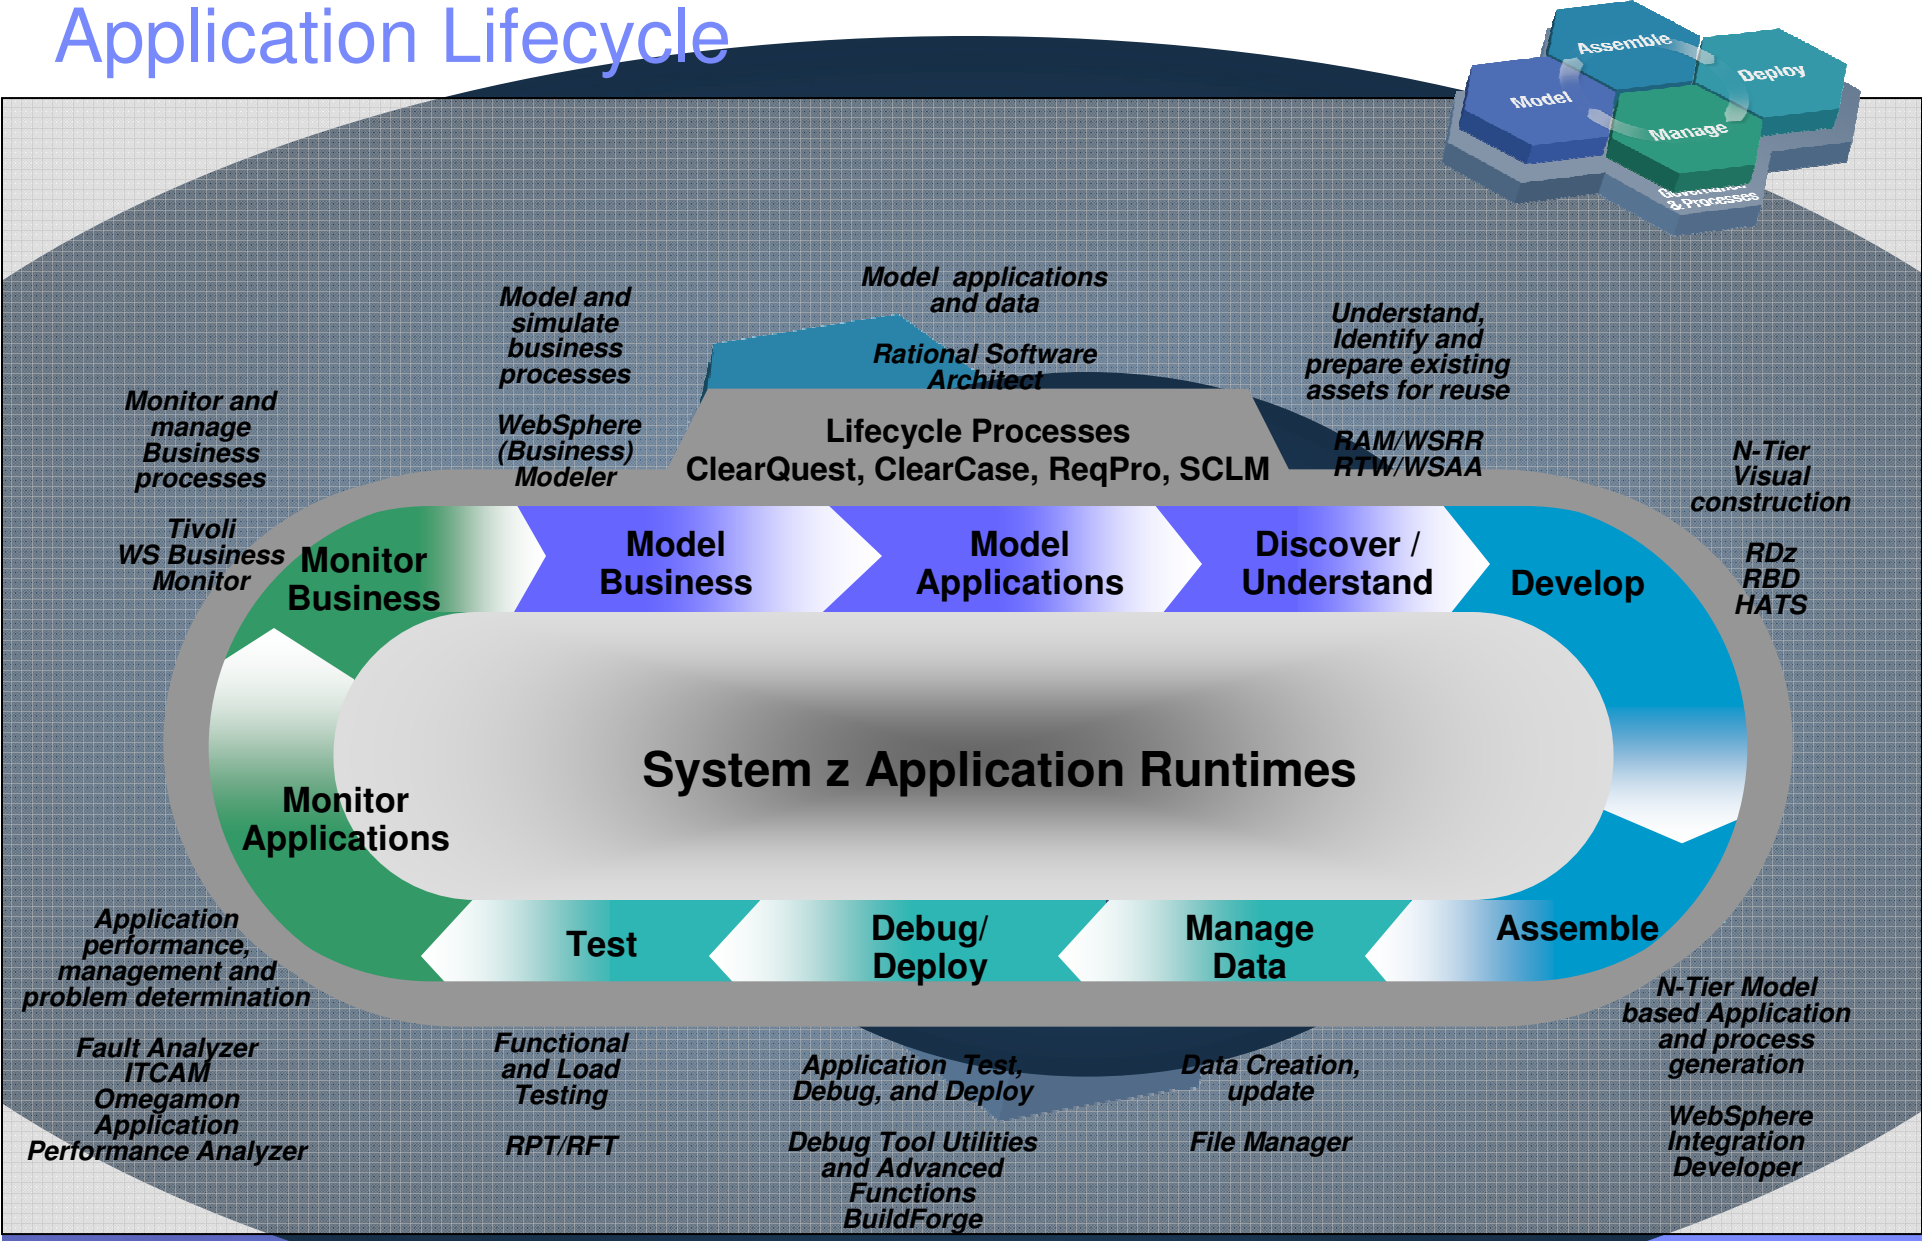 Application Lifecycle
Assemble
Deploy
Model
Manage
Governance
& Processes
Model applications
and data
Rational Software
Architect
Model and
simulate
business
processes
WebSphere
(Business)
Modeler
Understand,
Identify and
prepare existing
assets for reuse
RAM/WSRR
RTW/WSAA
Monitor and
manage
Business
processes
Tivoli
WS Business
Monitor
N-Tier
Visual
construction
RDz
RBD
HATS
Lifecycle Processes
ClearQuest, ClearCase, ReqPro, SCLM
Monitor
Business
Model
Business
Model
Applications
Discover /
Understand
Develop
System z Application Runtimes
Monitor
Applications
Test
Debug/
Deploy
Manage
Data
Assemble
Application
performance,
management and
problem determination
Fault Analyzer
ITCAM
Omegamon
Application
Performance Analyzer
Functional
and Load
Testing
RPT/RFT
Application Test,
Debug, and Deploy
Debug Tool Utilities
and Advanced
Functions
BuildForge
Data Creation,
update
File Manager
N-Tier Model
based Application
and process
generation
WebSphere
Integration
Developer